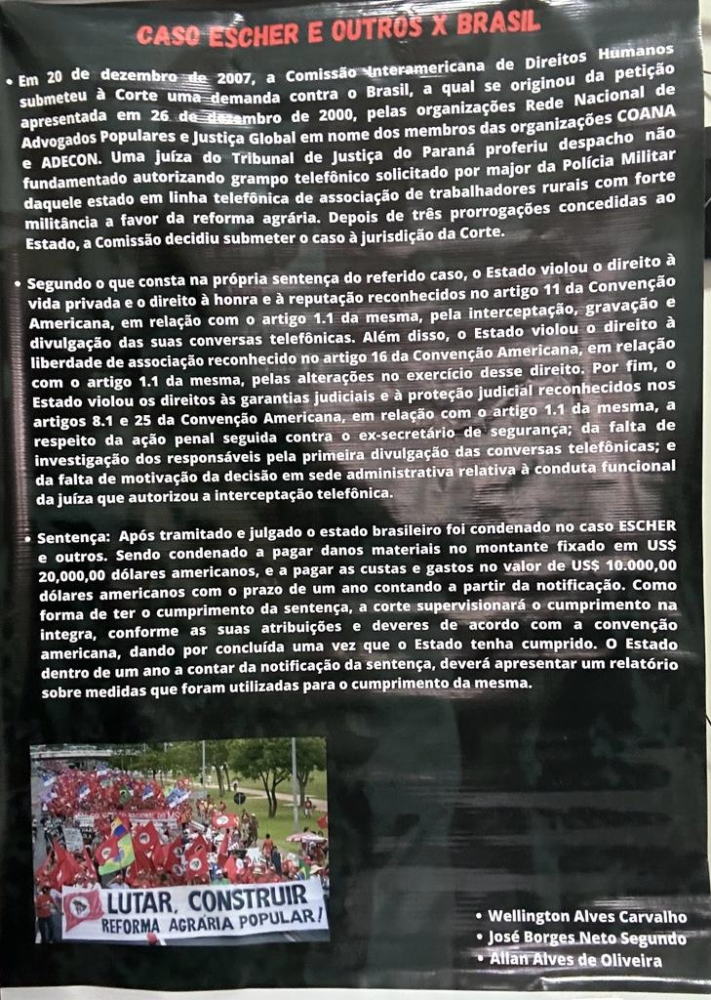 CASO ESCHER E OUTROS X BRASIL
• Em 20 de dezembro de 2007, a Comissão Interamericana de Direitos Humanos
submeteu à Corte uma demanda contra o Brasil, a qual se originou da petição
apresentada em 26 de dezembro de 2000, pelas organizações Rede Nacional de
Advogados Populares e Justiça Global em nome dos membros das organizações COANA
e ADECON. Uma juíza do Tribunal de Justiça do Paraná proferiu despacho não
fundamentado autorizando grampo telefônico solicitado por major da Polícia Militar
daquele estado em linha telefônica de associação de trabalhadores rurais com forte
militância a favor da reforma agrária. Depois de três prorrogações concedidas ao
Estado, a Comissão decidiu submeter o caso à jurisdição da Corte.
• Segundo o que consta na própria sentença do referido caso, o Estado violou o direito à
vida privada e o direito à honra e à reputação reconhecidos no artigo 11 da Convenção
Americana, em relação com o artigo 1.1 da mesma, pela interceptação, gravação e
divulgação das suas conversas telefônicas. Além disso, o Estado violou o direito à
liberdade de associação reconhecido no artigo 16 da Convenção Americana, em relação
com o artigo 1.1 da mesma, pelas alterações no exercício desse direito. Por fim, o
Estado violou os direitos às garantias judiciais e à proteção judicial reconhecidos nos
artigos 8.1 e 25 da Convenção Americana, em relação com o artigo 1.1 da mesma, a
respeito da ação penal seguida contra o ex-secretário de segurança; da falta de
investigação dos responsáveis pela primeira divulgação das conversas telefônicas; e
da falta de motivação da decisão em sede administrativa relativa à conduta funcional
da juíza que autorizou a interceptação telefônica.
• Sentença: Após tramitado e julgado o estado brasileiro foi condenado no caso ESCHER
e outros. Sendo condenado a pagar danos materiais no montante fixado em US$
20,000,00 dólares americanos, e a pagar as custas e gastos no valor de US$ 10.000,00
dólares americanos com o prazo de um ano contando a partir da notificação. Como
forma de ter o cumprimento da sentença, a corte supervisionará o cumprimento na
integra, conforme as suas atribuições e deveres de acordo com a convenção
americana, dando por concluída uma vez que o Estado tenha cumprido. O Estado
dentro de um ano a contar da notificação da sentença, deverá apresentar um relatório
sobre medidas que foram utilizadas para o cumprimento da mesma.
LUTAR, CONSTRUIR
REFORMA AGRÁRIA POPULAR!
• Wellington Alves Carvalho
• José Borges Neto Segundo
• Allan Alves de Oliveira